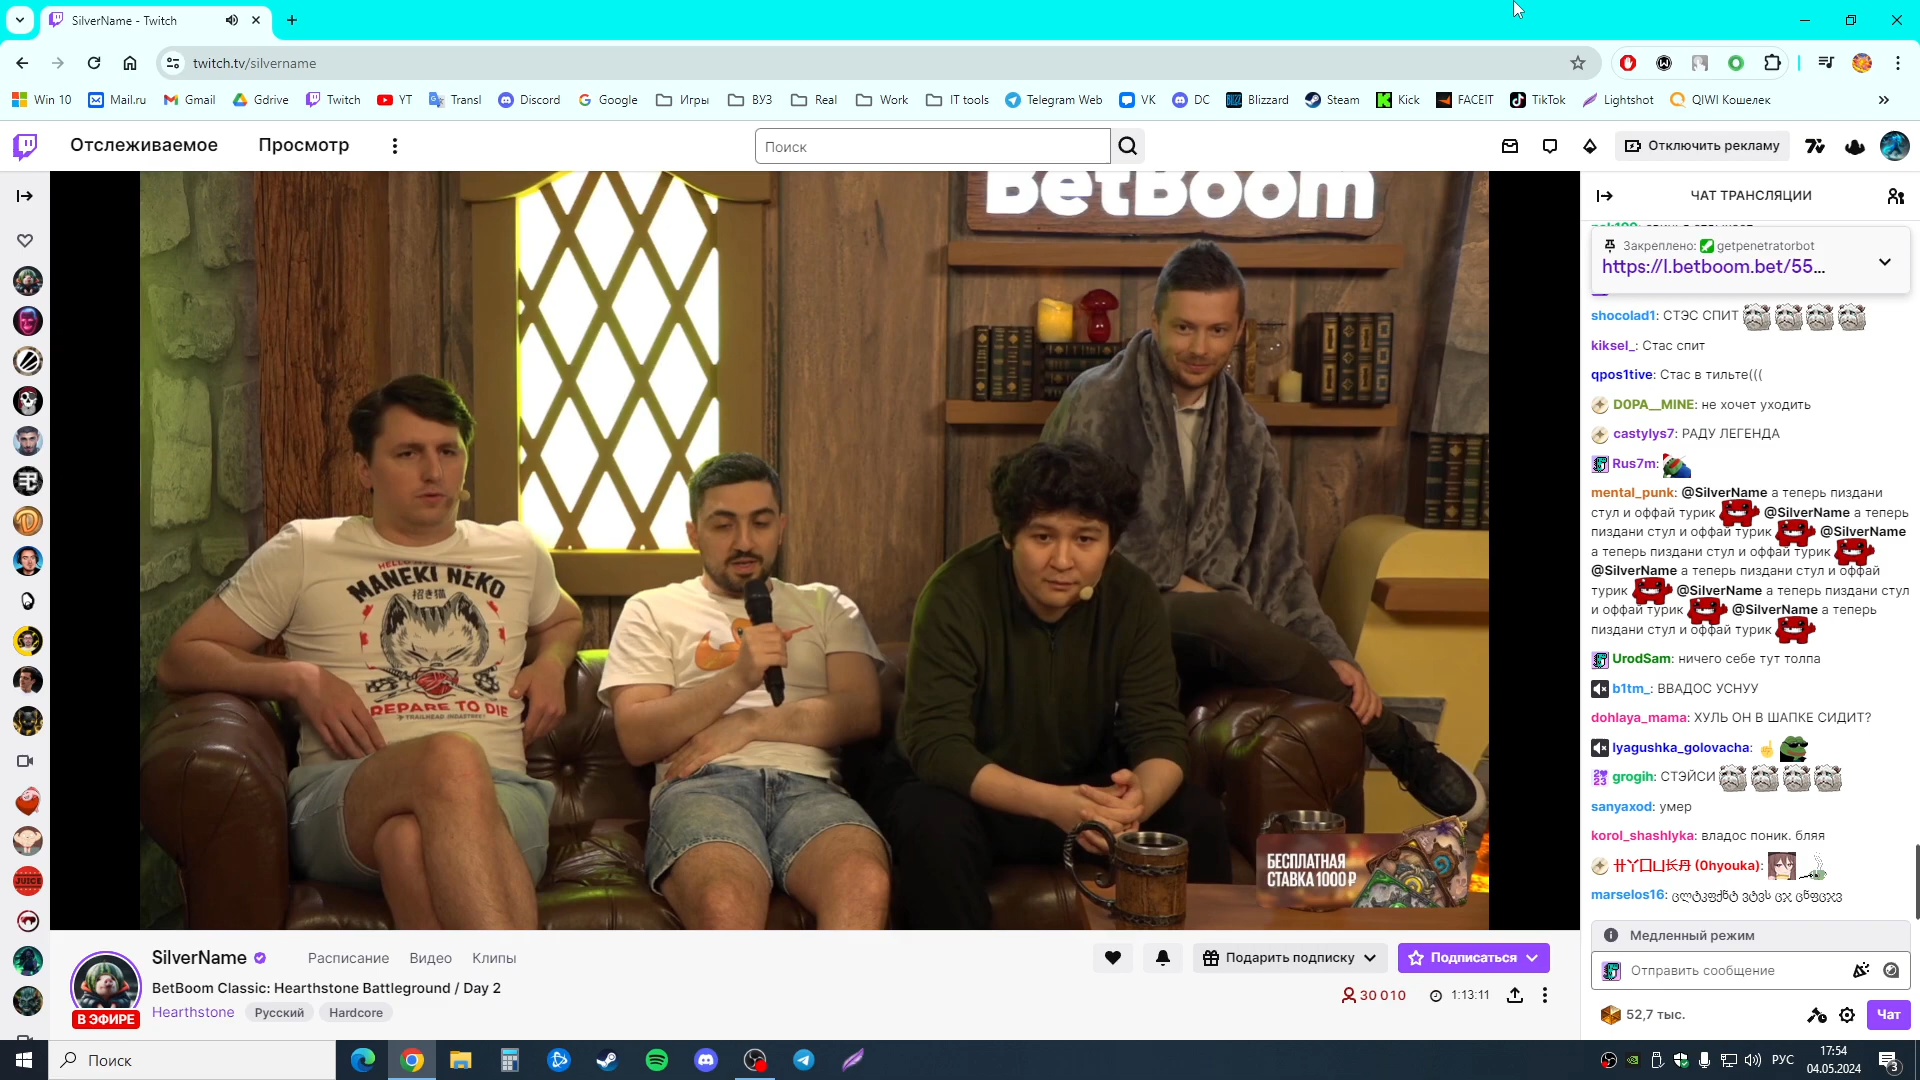 SilverName - Twitch
twitch.tv/silvername
Win 10
Mail.ru
Gmail
Gdrive
Twitch
YT
Transl
Discord
Google
Игры
ВУЗ
Real
Work
IT tools
Telegram Web
VK
DC
Blizzard
Steam
Kick
FACEIT
TikTok
Lightshot
QIWI Кошелек
Отслеживаемое
Просмотр
Поиск
Отключить рекламу
BetBoom
MANEKI NEKO
招き猫
PREPARE TO DIE
БЕСПЛАТНАЯ
СТАВКА 1000 ₽
JUICE
SilverName
Расписание
Видео
Клипы
Подарить подписку
Подписаться
BetBoom Classic: Hearthstone Battleground / Day 2
Hearthstone
Русский
Hardcore
В ЭФИРЕ
30 010
1:13:11
ЧАТ ТРАНСЛЯЦИИ
Закреплено: getpenetratorbot
https://l.betboom.bet/55...
shocolad1: СТЭС СПИТ
kiksel_: Стас спит
qpos1tive: Стас в тильте(((
D0PA__MINE: не хочет уходить
castylys7: РАДУ ЛЕГЕНДА
Rus7m:
mental_punk: @SilverName а теперь пиздани
стул и оффай турик @SilverName а теперь
пиздани стул и оффай турик @SilverName
а теперь пиздани стул и оффай турик
@SilverName а теперь пиздани стул и оффай
турик @SilverName а теперь пиздани стул
и оффай турик @SilverName а теперь
пиздани стул и оффай турик
UrodSam: ничего себе тут толпа
b1tm_: ВВАДОС УСНУУ
dohlaya_mama: ХУЛЬ ОН В ШАПКЕ СИДИТ?
lyagushka_golovacha:
grogih: СТЭЙСИ
sanyaxod: умер
korol_shashlyka: владос поник. бляя
(0hyouka):
marselos16:
Медленный режим
Отправить сообщение
52,7 тыс.
Чат
Поиск
РУС
17:54
04.05.2024
3